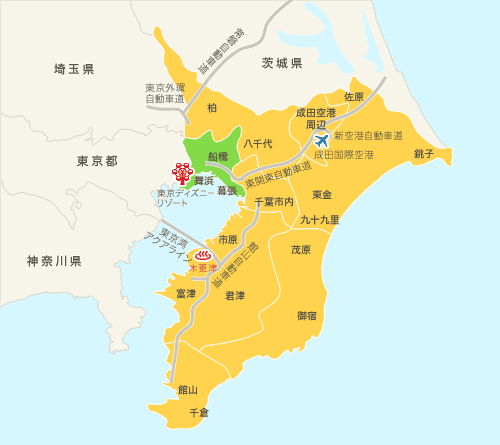 常磐自動車道
埼玉県
茨城県
東京外環
自動車道
佐原
柏
成田空港
周辺
新空港自動車道
八千代
東京都
船橋
成田国際空港
銚子
舞浜
東関東自動車道
幕張
東京ディズニー
リゾート
東金
千葉市内
九十九里
東京湾
アクアライン
市原
館山自動車道
茂原
神奈川県
木更津
富津
君津
御宿
館山
千倉